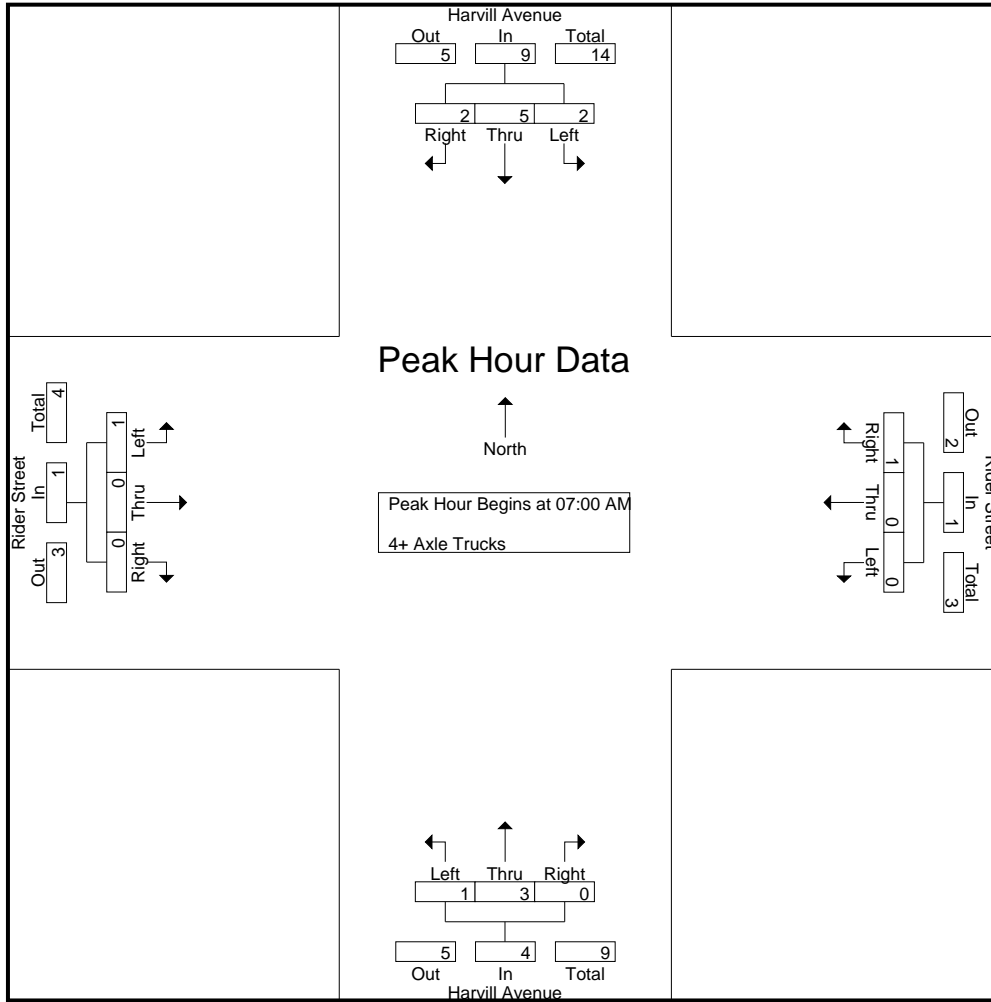 Harvill Avenue
Out In Total
5 9 14
2 5 2
Right Thru Left
Peak Hour Data
North
Peak Hour Begins at 07:00 AM
4+ Axle Trucks
Rider Street
Total In Out
4 1 3
1 0 0
Left Thru Right
Rider Street
Out In Total
2 1 3
1 0 0
Right Thru Left
Left Thru Right
1 3 0
5 4 9
Out In Total
Harvill Avenue